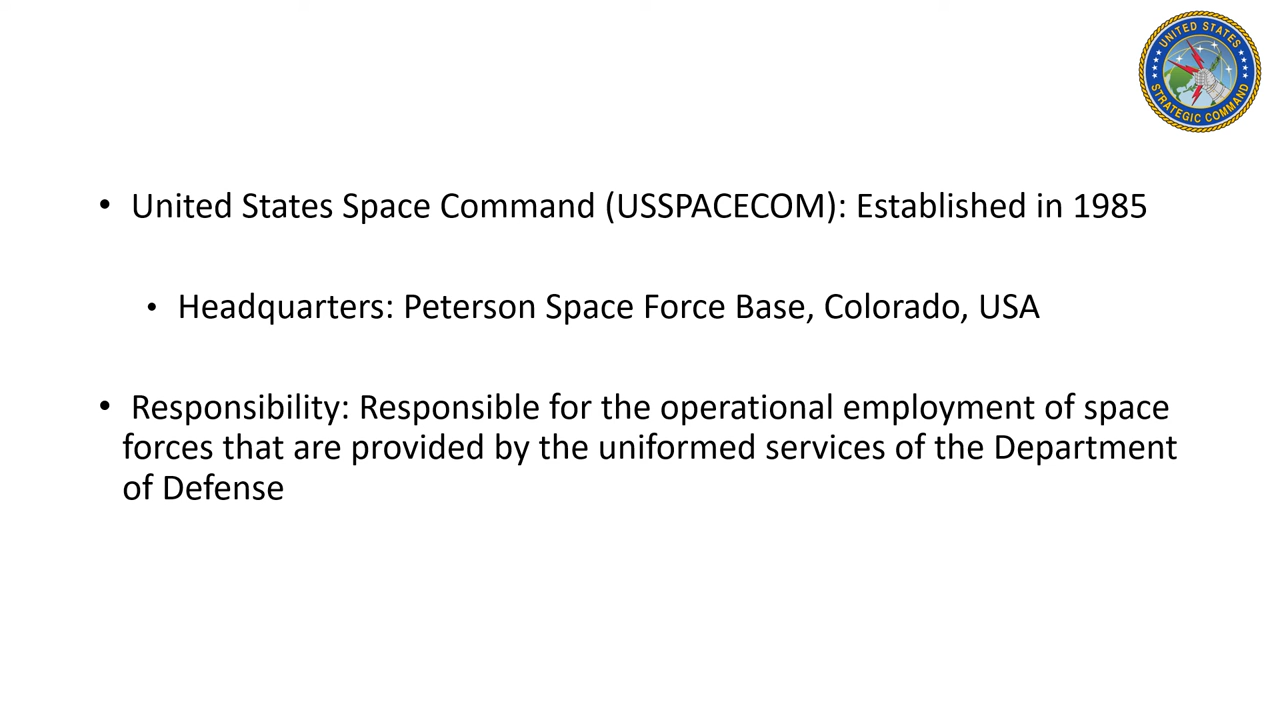 UNITED STATES
STRATEGIC COMMAND
• United States Space Command (USSPACECOM): Established in 1985
• Headquarters: Peterson Space Force Base, Colorado, USA
• Responsibility: Responsible for the operational employment of space
forces that are provided by the uniformed services of the Department
of Defense